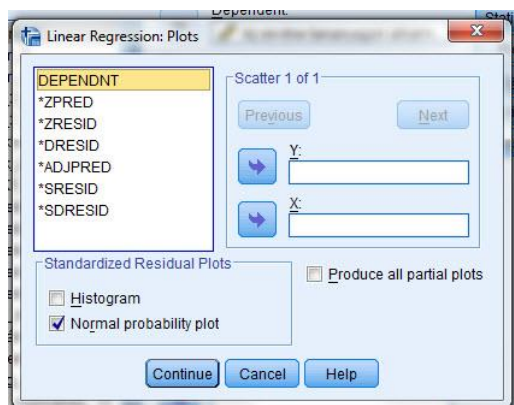 Dependent:
Linear Regression: Plots
DEPENDNT
*ZPRED
*ZRESID
*DRESID
*ADJPRED
*SRESID
*SDRESID
Scatter 1 of 1
Previous
Next
Y:
X:
Standardized Residual Plots
Histogram
Normal probability plot
Produce all partial plots
Continue
Cancel
Help